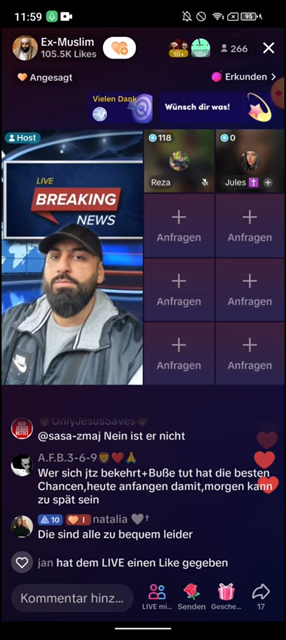 11:59
95
Ex-Muslim
105.5K Likes
10+
10+
266
Angesagt
Erkunden
Vielen Dank
Wünsch dir was!
Host
LIVE
BREAKING
NEWS
118
0
Reza
Jules
Anfragen
Anfragen
Anfragen
Anfragen
Anfragen
Anfragen
OnlyJesusSaves
@sasa-zmaj Nein ist er nicht
A.F.B.3-6-9
Wer sich jtz bekehrt+Buße tut hat die besten
Chancen,heute anfangen damit,morgen kann
zu spät sein
10
I
natalia
Die sind alle zu bequem leider
jan hat dem LIVE einen Like gegeben
Kommentar hinz...
LIVE mi...
Senden
Gesche...
17